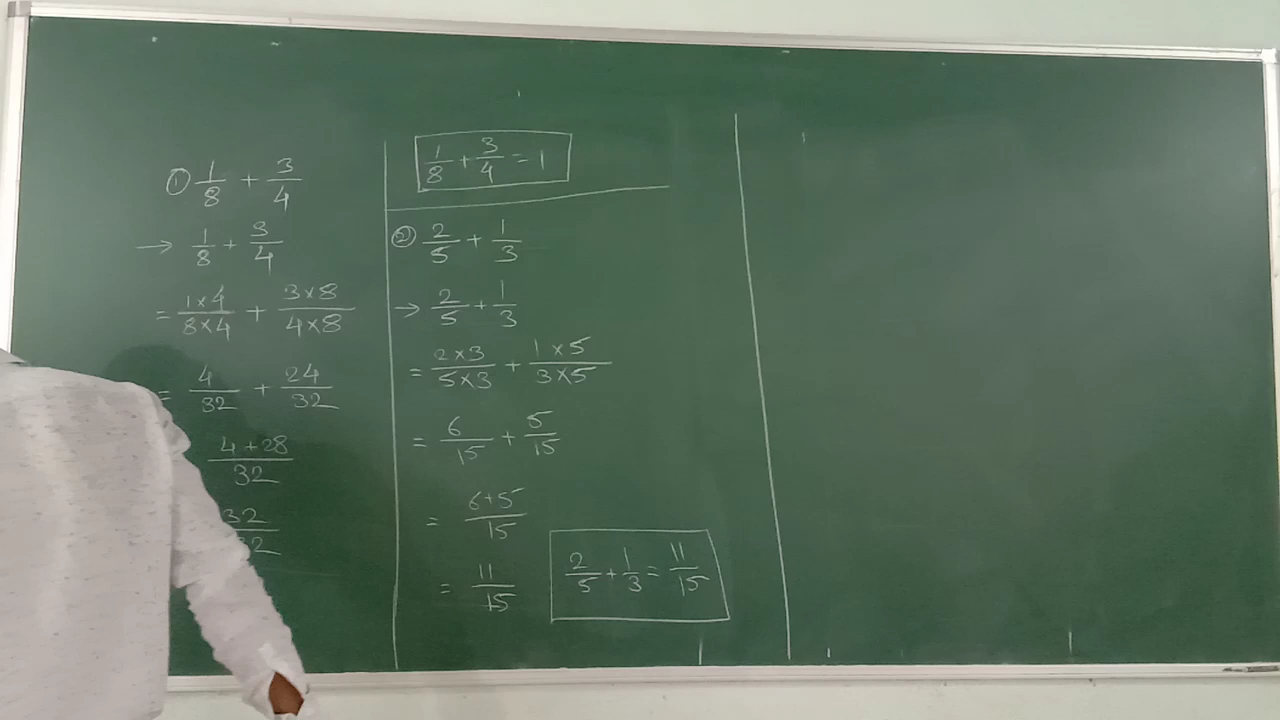 ① 1/8 + 3/4
→ 1/8 + 3/4
= 1×4/8×4 + 3×8/4×8
= 4/32 + 24/32
4+28/32
32/32
1/8 + 3/4 = 1
② 2/5 + 1/3
→ 2/5 + 1/3
= 2×3/5×3 + 1×5/3×5
= 6/15 + 5/15
= 6+5/15
= 11/15
2/5 + 1/3 = 11/15